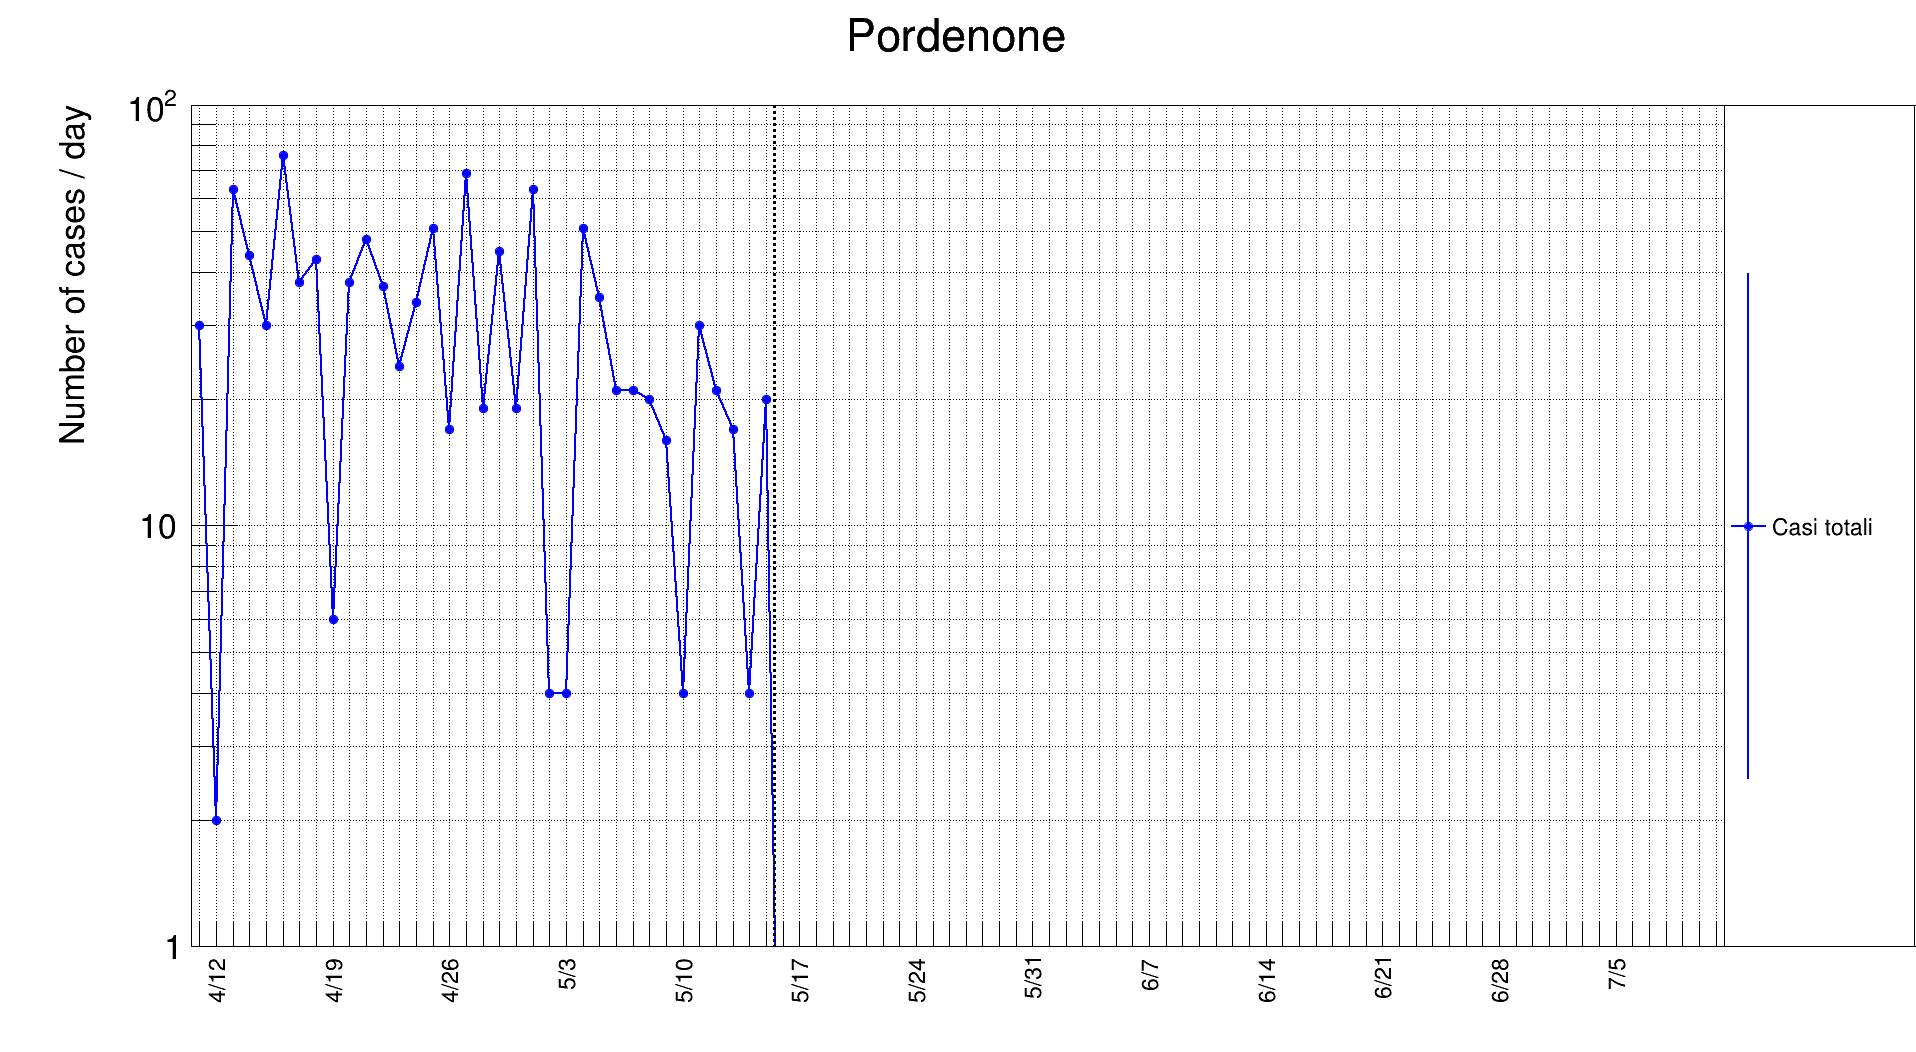 Pordenone
Number of cases / day
10²
10
1
4/12 4/19 4/26 5/3 5/10 5/17 5/24 5/31 6/7 6/14 6/21 6/28 7/5
Casi totali